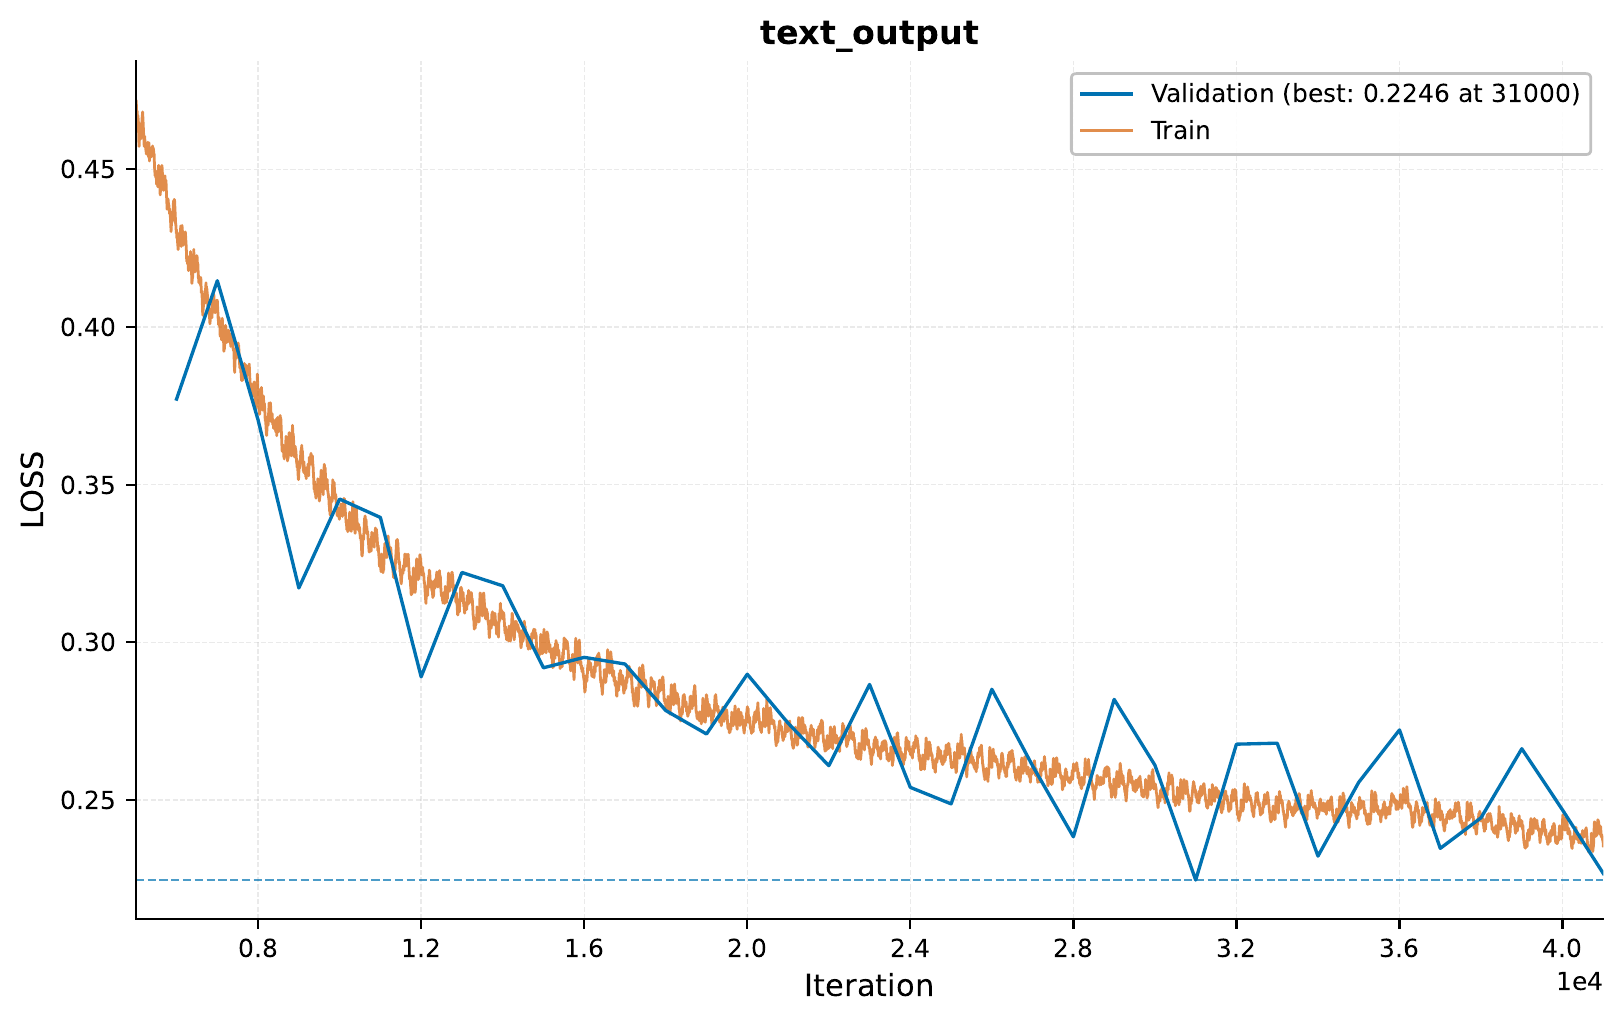 text_output
Validation (best: 0.2246 at 31000)
Train
LOSS
0.45
0.40
0.35
0.30
0.25
0.8
1.2
1.6
2.0
2.4
2.8
3.2
3.6
4.0
1e4
Iteration